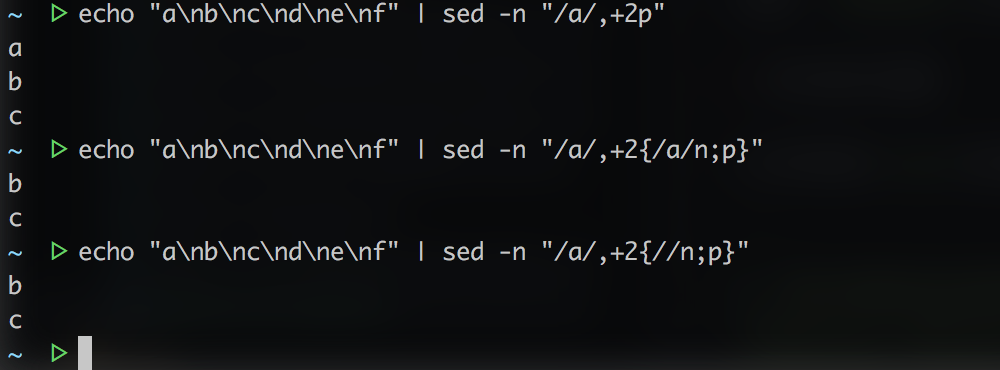 ~ ▷ echo "a\nb\nc\nd\ne\nf" | sed -n "/a/,+2p"
a
b
c
~ ▷ echo "a\nb\nc\nd\ne\nf" | sed -n "/a/,+2{/a/n;p}"
b
c
~ ▷ echo "a\nb\nc\nd\ne\nf" | sed -n "/a/,+2{//n;p}"
b
c
~ ▷